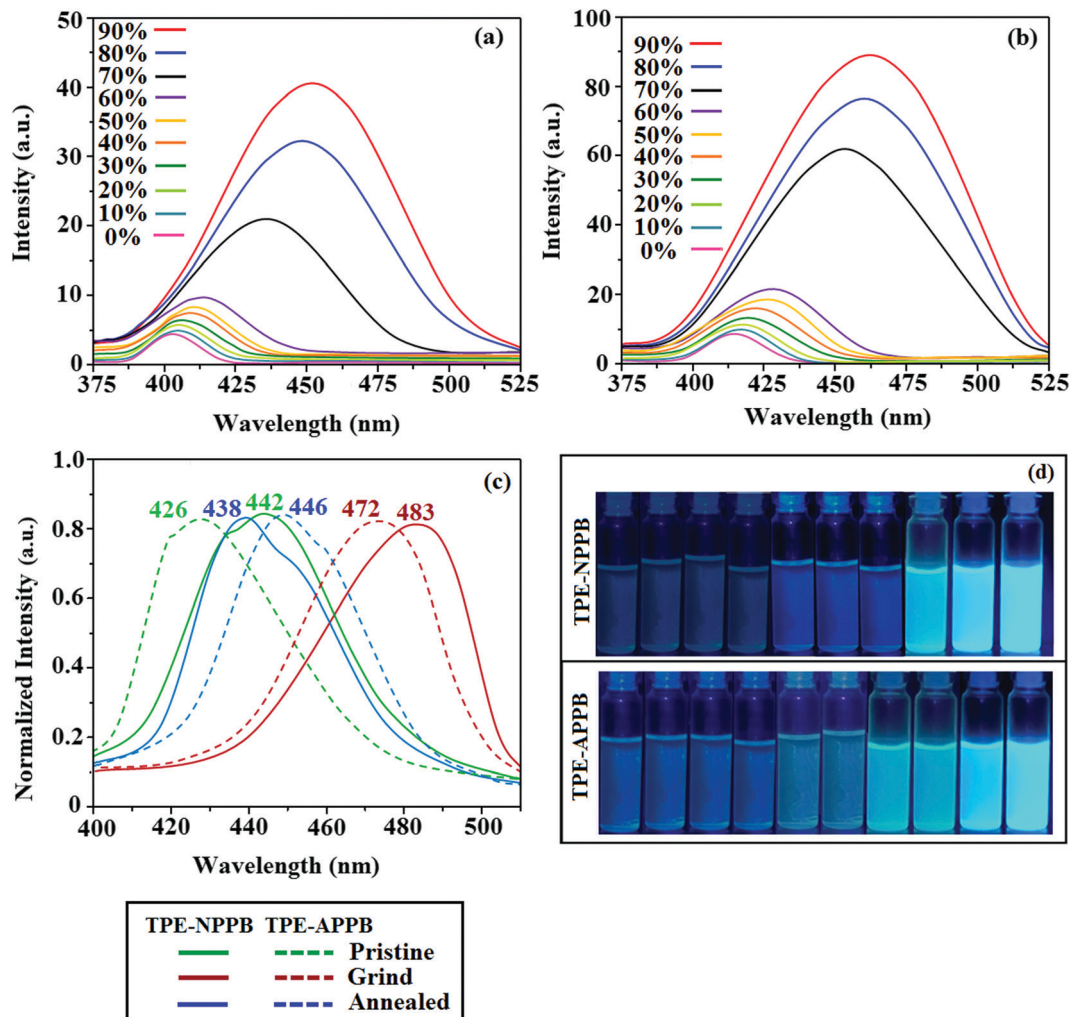 (a)
50
40
30
20
10
0
Intensity (a.u.)
90%
80%
70%
60%
50%
40%
30%
20%
10%
0%
375 400 425 450 475 500 525
Wavelength (nm)
(b)
100
80
60
40
20
0
Intensity (a.u.)
90%
80%
70%
60%
50%
40%
30%
20%
10%
0%
375 400 425 450 475 500 525
Wavelength (nm)
(c)
1.0
0.8
0.6
0.4
0.2
0
Normalized Intensity (a.u.)
426 438 442 446 472 483
400 420 440 460 480 500
Wavelength (nm)
(d)
TPE-NPPB
TPE-APPB
TPE-NPPB TPE-APPB
Pristine
Grind
Annealed